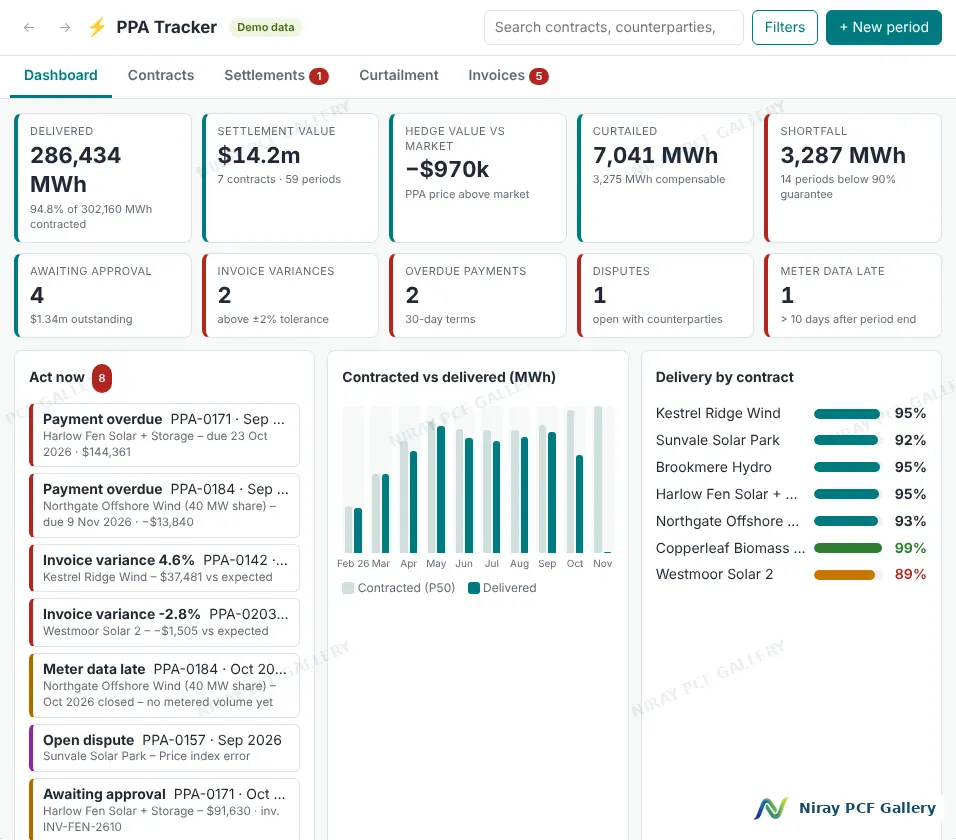 ← → ⚡ PPA Tracker Demo data Search contracts, counterparties, Filters + New period
Dashboard Contracts Settlements 1 Curtailment Invoices 5
DELIVERED
286,434 MWh
94.8% of 302,160 MWh contracted
SETTLEMENT VALUE
$14.2m
7 contracts · 59 periods
HEDGE VALUE VS MARKET
−$970k
PPA price above market
CURTAILED
7,041 MWh
3,275 MWh compensable
SHORTFALL
3,287 MWh
14 periods below 90% guarantee
AWAITING APPROVAL
4
$1.34m outstanding
INVOICE VARIANCES
2
above ±2% tolerance
OVERDUE PAYMENTS
2
30-day terms
DISPUTES
1
open with counterparties
METER DATA LATE
1
> 10 days after period end
Act now 8
Payment overdue PPA-0171 · Sep ...
Harlow Fen Solar + Storage – due 23 Oct
2026 · $144,361
Payment overdue PPA-0184 · Sep ...
Northgate Offshore Wind (40 MW share) –
due 9 Nov 2026 · −$13,840
Invoice variance 4.6% PPA-0142 ·...
Kestrel Ridge Wind – $37,481 vs expected
Invoice variance -2.8% PPA-0203...
Westmoor Solar 2 – −$1,505 vs expected
Meter data late PPA-0184 · Oct 20...
Northgate Offshore Wind (40 MW share) –
Oct 2026 closed – no metered volume yet
Open dispute PPA-0157 · Sep 2026
Sunvale Solar Park – Price index error
Awaiting approval PPA-0171 · Oct ...
Harlow Fen Solar + Storage – $91,630 · inv.
INV-FEN-2610
Contracted vs delivered (MWh)
Feb 26 Mar Apr May Jun Jul Aug Sep Oct Nov
Contracted (P50) Delivered
Delivery by contract
Kestrel Ridge Wind 95%
Sunvale Solar Park 92%
Brookmere Hydro 95%
Harlow Fen Solar + ... 95%
Northgate Offshore ... 93%
Copperleaf Biomass ... 99%
Westmoor Solar 2 89%
NIRAY PCF GALLERY
Niray PCF Gallery